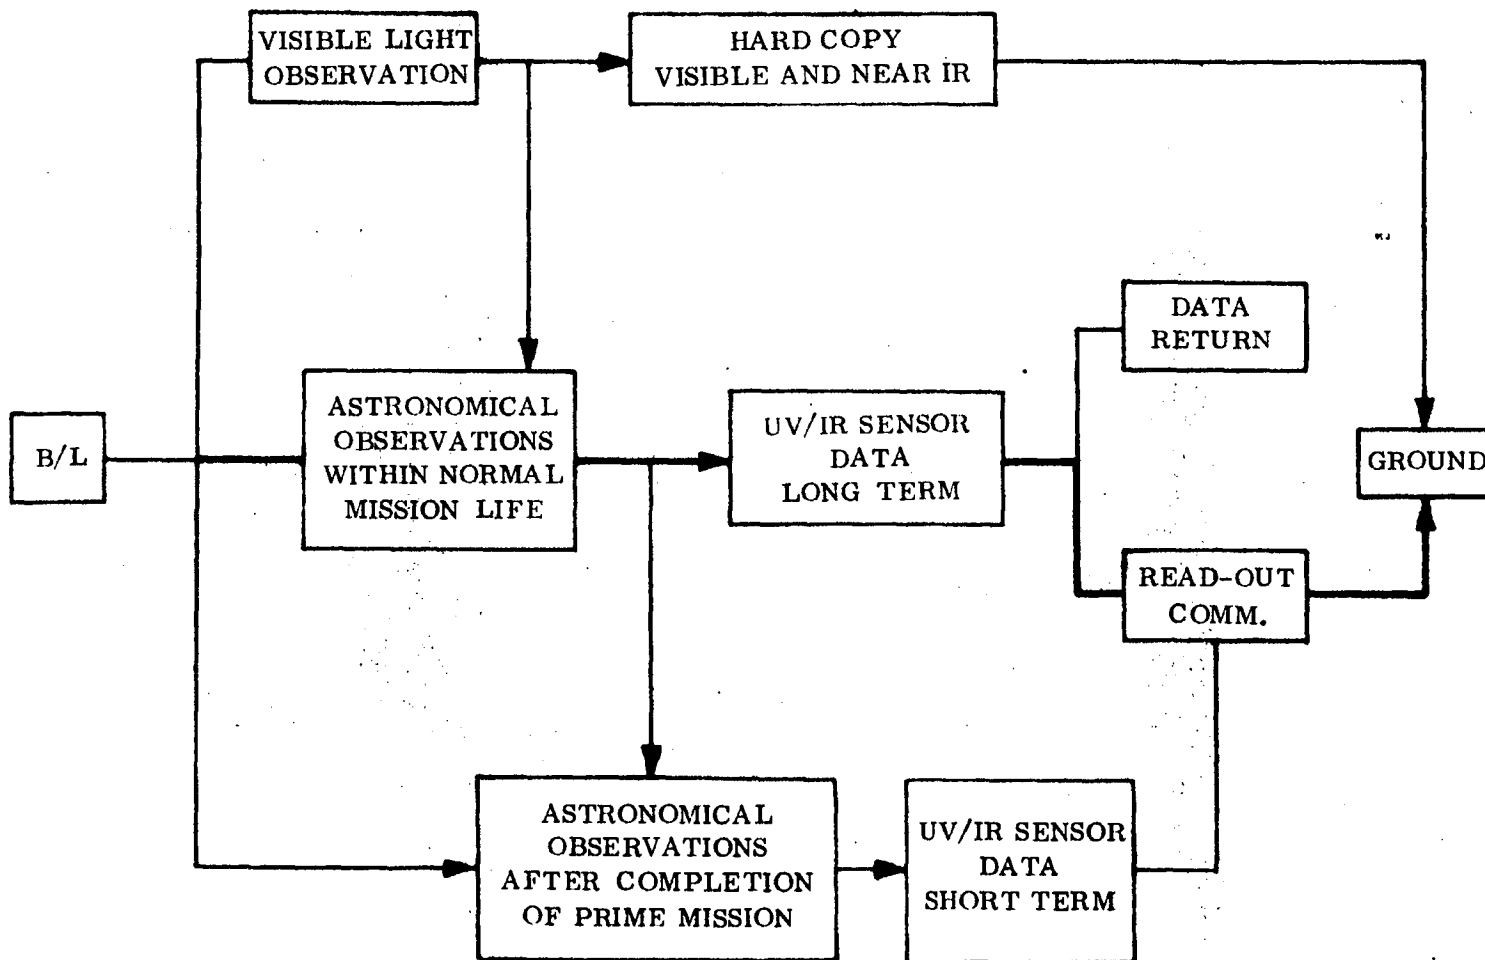 VISIBLE LIGHT
OBSERVATION
HARD COPY
VISIBLE AND NEAR IR
DATA
RETURN
B/L
ASTRONOMICAL
OBSERVATIONS
WITHIN NORMAL
MISSION LIFE
UV/IR SENSOR
DATA
LONG TERM
GROUND
READ-OUT
COMM.
ASTRONOMICAL
OBSERVATIONS
AFTER COMPLETION
OF PRIME MISSION
UV/IR SENSOR
DATA
SHORT TERM